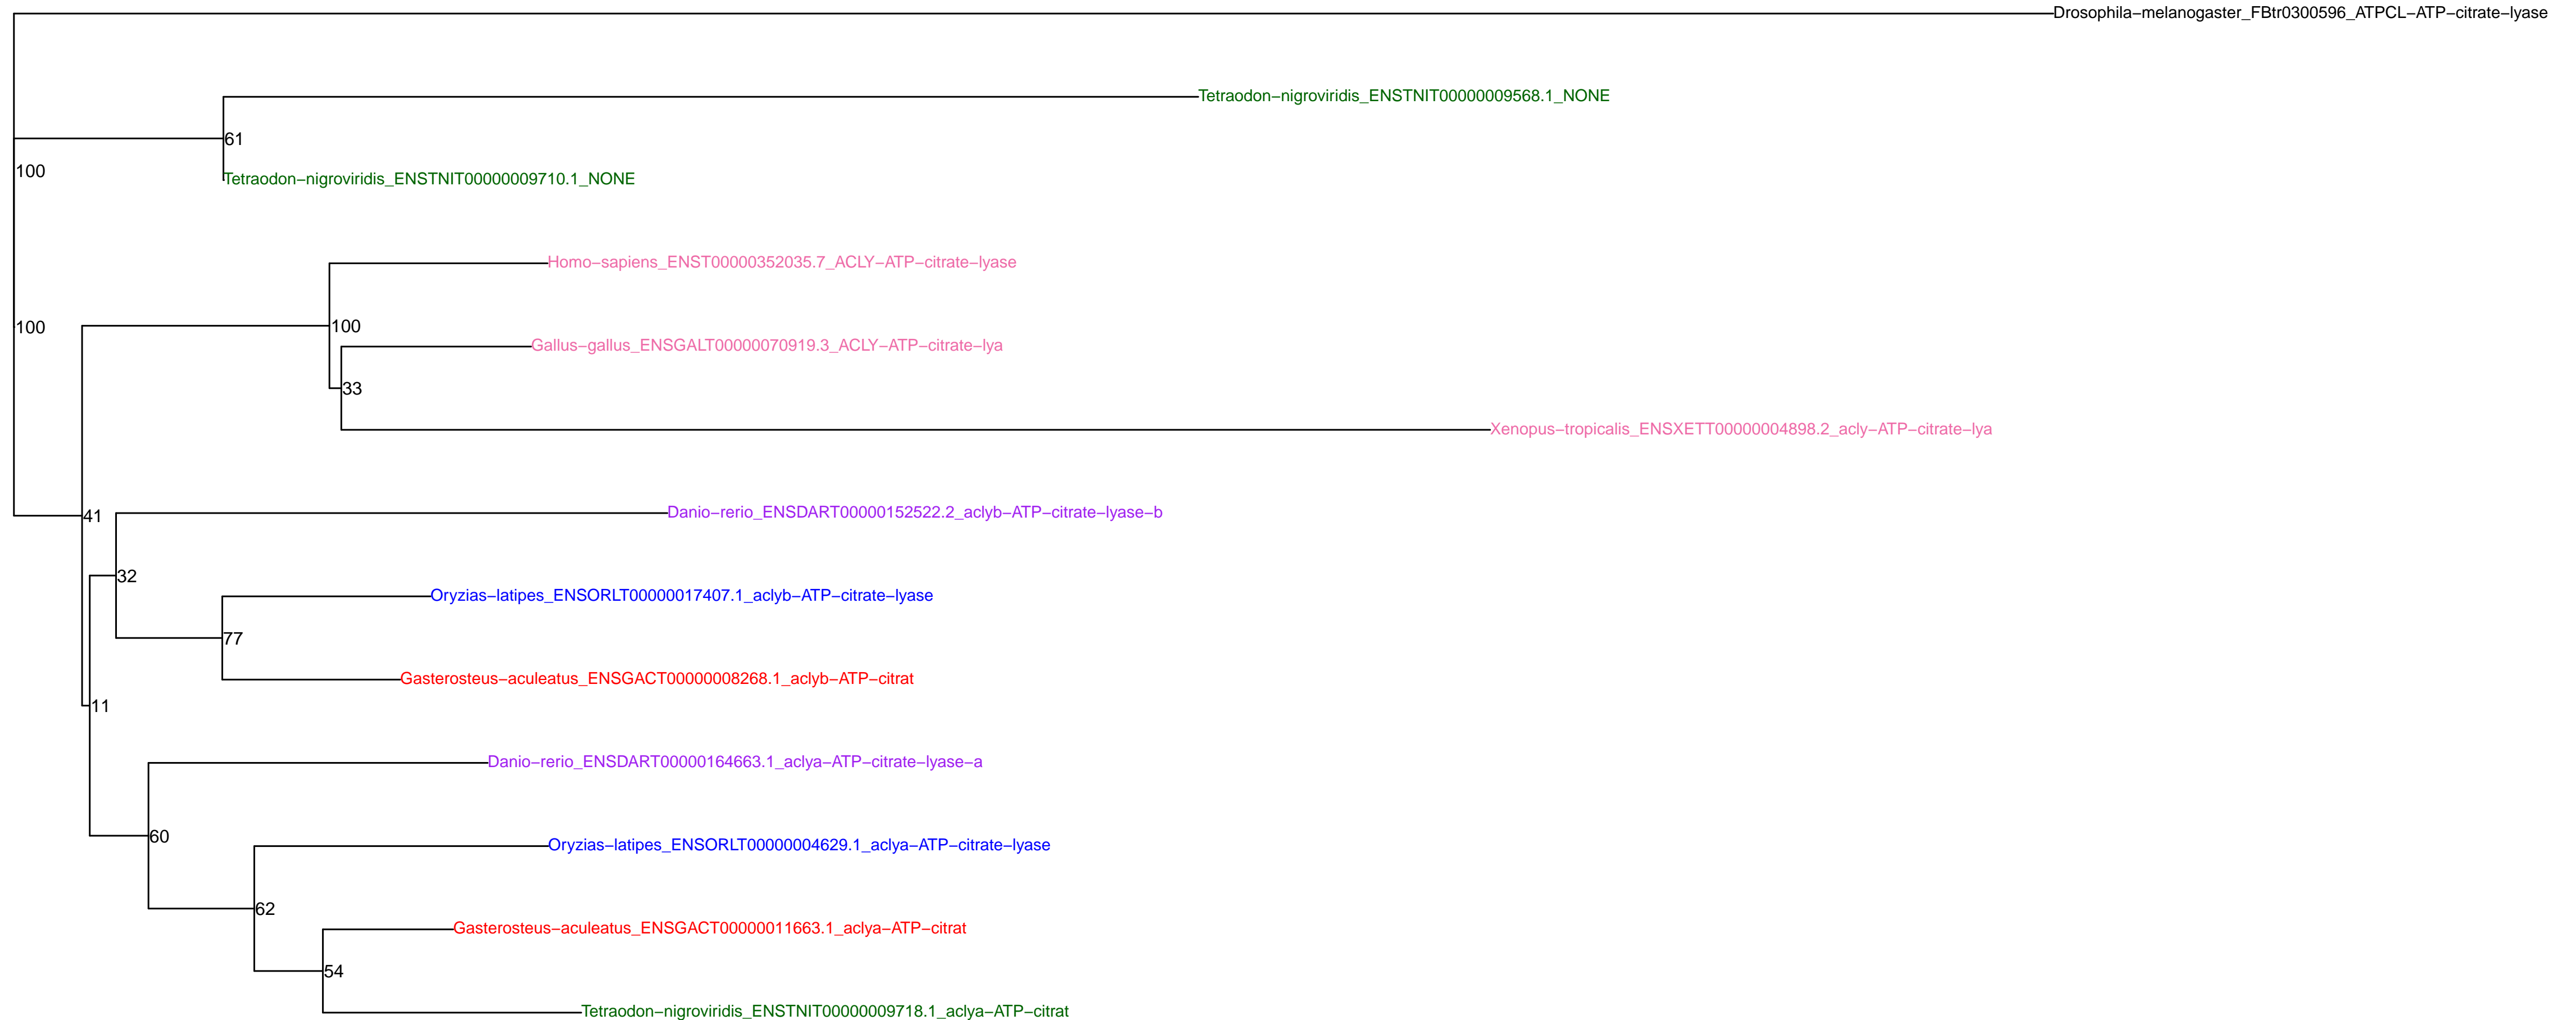 Drosophila−melanogaster_FBtr0300596_ATPCL−ATP−citrate−lyase
Tetraodon−nigroviridis_ENSTNIT00000009568.1_NONE
61
100
Tetraodon−nigroviridis_ENSTNIT00000009710.1_NONE
Homo−sapiens_ENST00000352035.7_ACLY−ATP−citrate−lyase
100
100
Gallus−gallus_ENSGALT00000070919.3_ACLY−ATP−citrate−lya
33
Xenopus−tropicalis_ENSXETT00000004898.2_acly−ATP−citrate−lya
Danio−rerio_ENSDART00000152522.2_aclyb−ATP−citrate−lyase−b
41
32
Oryzias−latipes_ENSORLT00000017407.1_aclyb−ATP−citrate−lyase
77
Gasterosteus−aculeatus_ENSGACT00000008268.1_aclyb−ATP−citrat
11
Danio−rerio_ENSDART00000164663.1_aclya−ATP−citrate−lyase−a
60
Oryzias−latipes_ENSORLT00000004629.1_aclya−ATP−citrate−lyase
62
Gasterosteus−aculeatus_ENSGACT00000011663.1_aclya−ATP−citrat
54
Tetraodon−nigroviridis_ENSTNIT00000009718.1_aclya−ATP−citrat